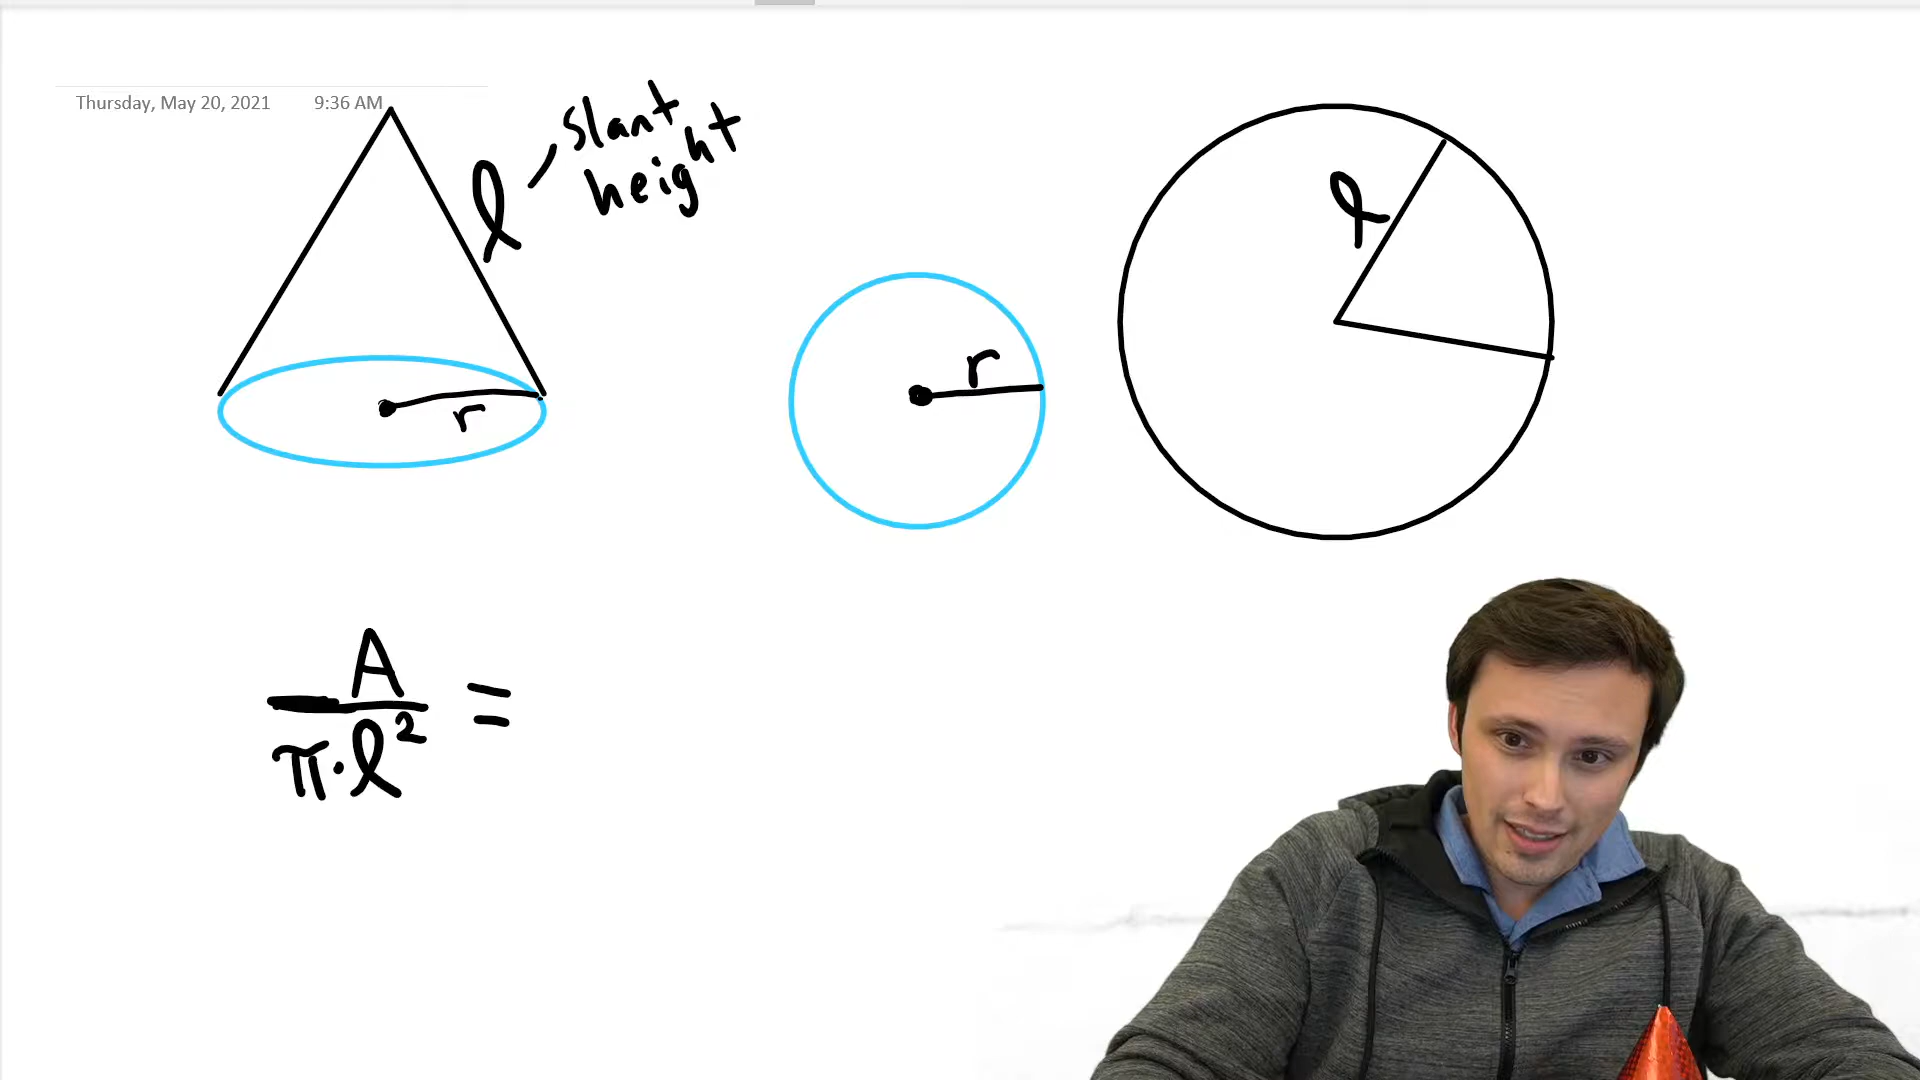 Thursday, May 20, 2021 9:36 AM
slant
height
ℓ
r
r
ℓ
A
π·ℓ² =